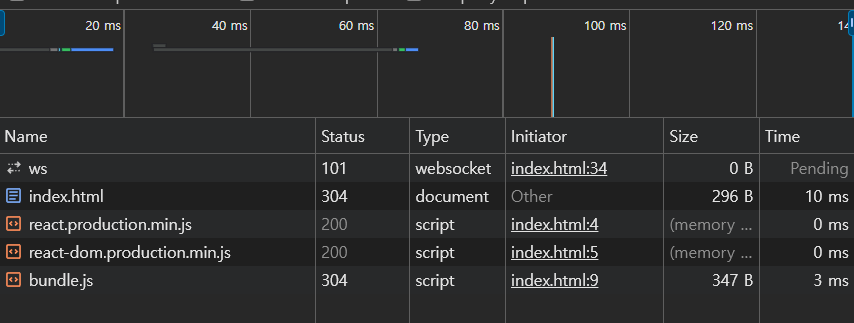 20 ms 40 ms 60 ms 80 ms 100 ms 120 ms
Name Status Type Initiator Size Time
ws 101 websocket index.html:34 0 B Pending
index.html 304 document Other 296 B 10 ms
react.production.min.js 200 script index.html:4 (memory ... 0 ms
react-dom.production.min.js 200 script index.html:5 (memory ... 0 ms
bundle.js 304 script index.html:9 347 B 3 ms